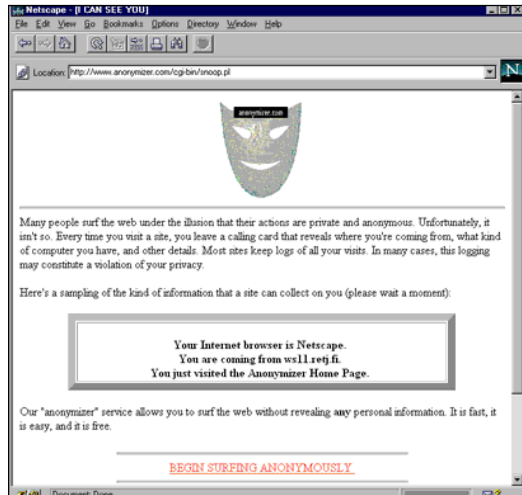 Netscape - [I CAN SEE YOU]
File Edit View Go Bookmarks Options Directory Window Help
Location: http://www.anonymizer.com/cgi-bin/snoop.pl
N
anonymizer.com
Many people surf the web under the illusion that their actions are private and anonymous. Unfortunately, it
isn't so. Every time you visit a site, you leave a calling card that reveals where you're coming from, what kind
of computer you have, and other details. Most sites keep logs of all your visits. In many cases, this logging
may constitute a violation of your privacy.
Here's a sampling of the kind of information that a site can collect on you (please wait a moment):
Your Internet browser is Netscape.
You are coming from ws11.retj.fi.
You just visited the Anonymizer Home Page.
Our "anonymizer" service allows you to surf the web without revealing any personal information. It is fast, it
is easy, and it is free.
BEGIN SURFING ANONYMOUSLY
Document: Done